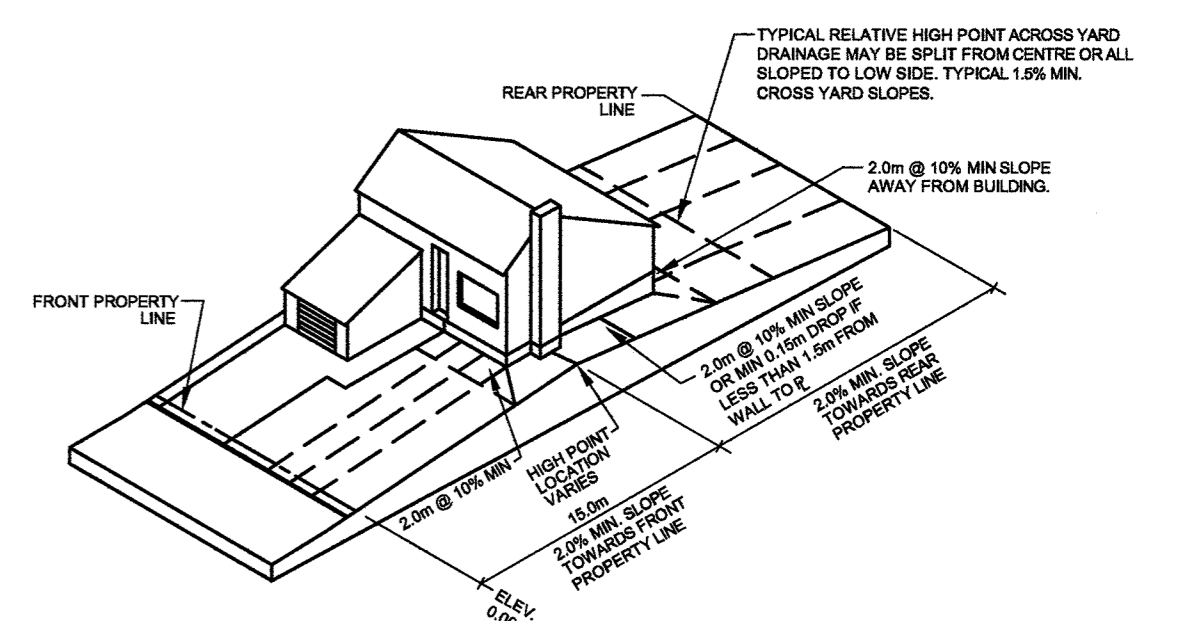 TYPICAL RELATIVE HIGH POINT ACROSS YARD
DRAINAGE MAY BE SPLIT FROM CENTRE OR ALL
SLOPED TO LOW SIDE. TYPICAL 1.5% MIN.
CROSS YARD SLOPES.
REAR PROPERTY
LINE
2.0m @ 10% MIN SLOPE
AWAY FROM BUILDING.
FRONT PROPERTY
LINE
2.0m @ 10% MIN SLOPE
OR MIN 0.15m DROP IF
LESS THAN 1.5m FROM
WALL TO PL
2.0% MIN. SLOPE
TOWARDS REAR
PROPERTY LINE
2.0m @ 10% MIN
HIGH POINT
LOCATION
VARIES
15.0m
2.0% MIN. SLOPE
TOWARDS FRONT
PROPERTY LINE
ELEV.